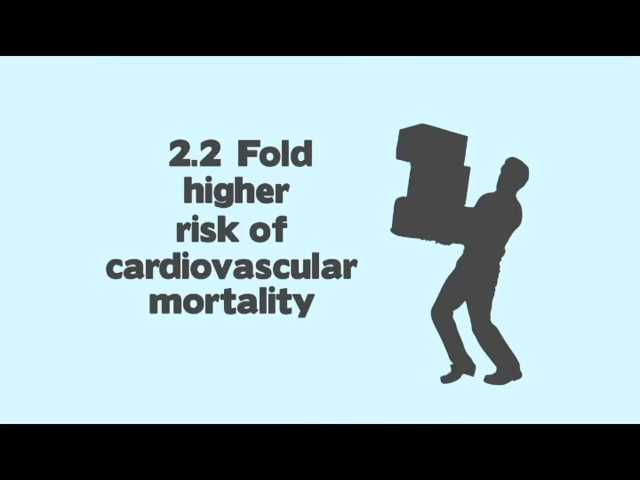 2.2 Fold
higher
risk of
cardiovascular
mortality